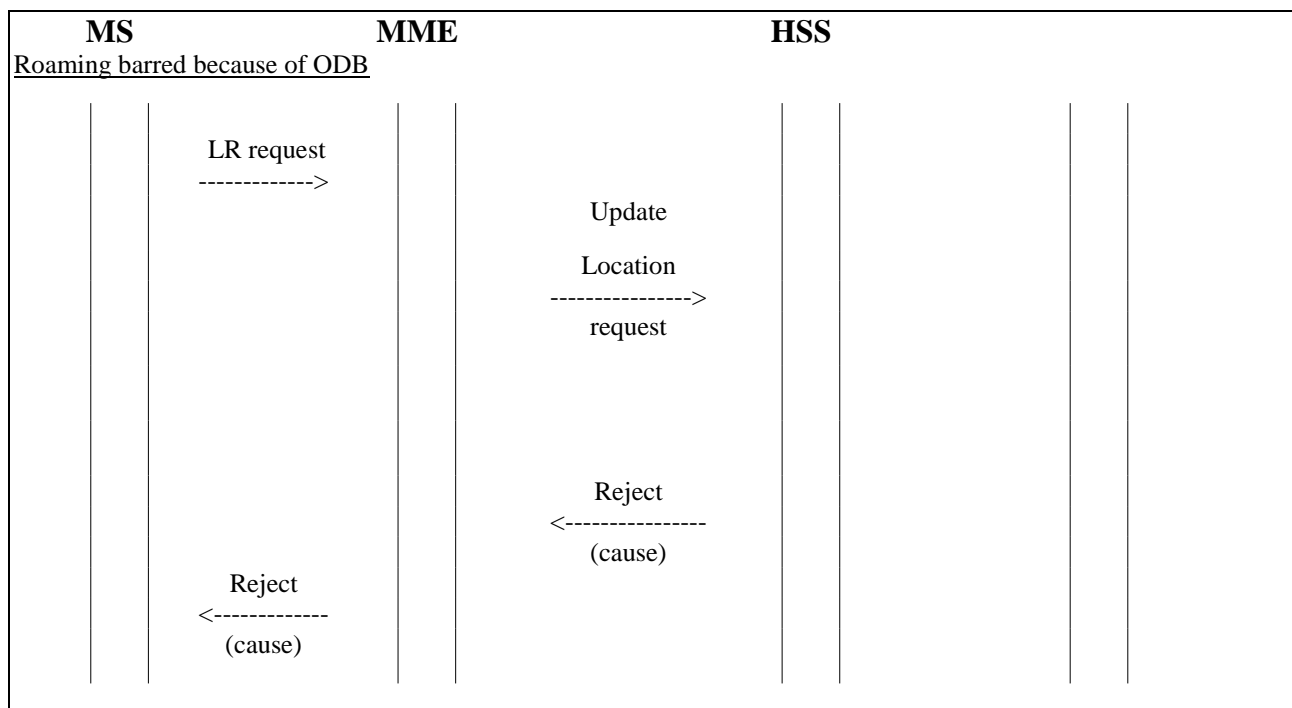 MS MME HSS
Roaming barred because of ODB
LR request
------------->
Update
Location
---------------->
request
Reject
<----------------
(cause)
Reject
<-------------
(cause)